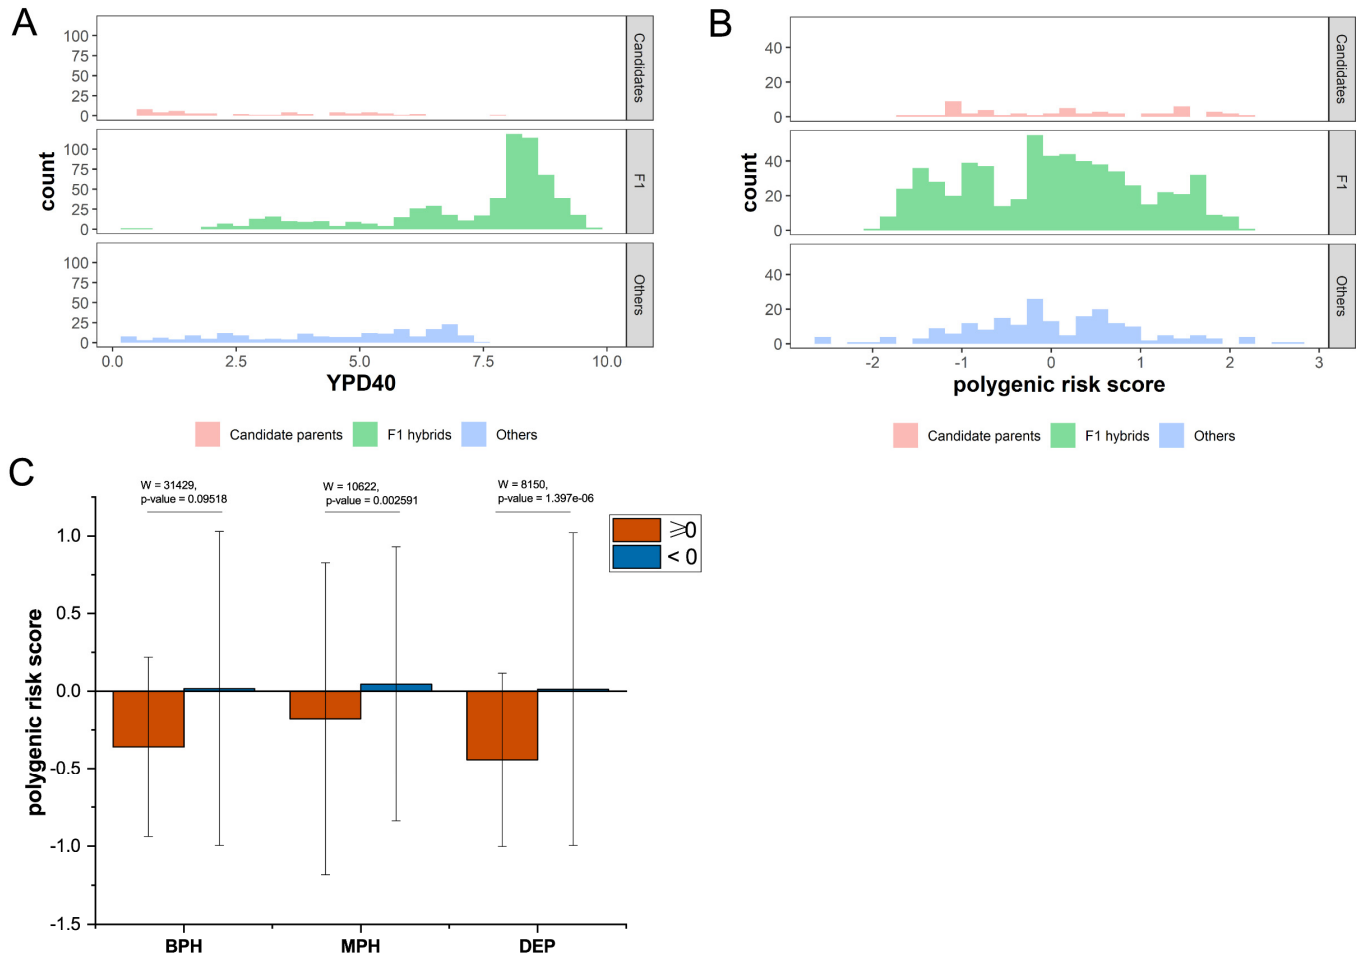 A
100
75
50
25
0
Candidates
100
75
50
25
0
F1
100
75
50
25
0
Others
count
0.0 2.5 5.0 7.5 10.0
YPD40
Candidate parents F1 hybrids Others
B
40
20
0
Candidates
40
20
0
F1
40
20
0
Others
count
-2 -1 0 1 2 3
polygenic risk score
Candidate parents F1 hybrids Others
C
W = 31429,
p-value = 0.09518
W = 10622,
p-value = 0.002591
W = 8150,
p-value = 1.397e-06
⩾0
< 0
1.0
0.5
0.0
-0.5
-1.0
-1.5
polygenic risk score
BPH MPH DEP